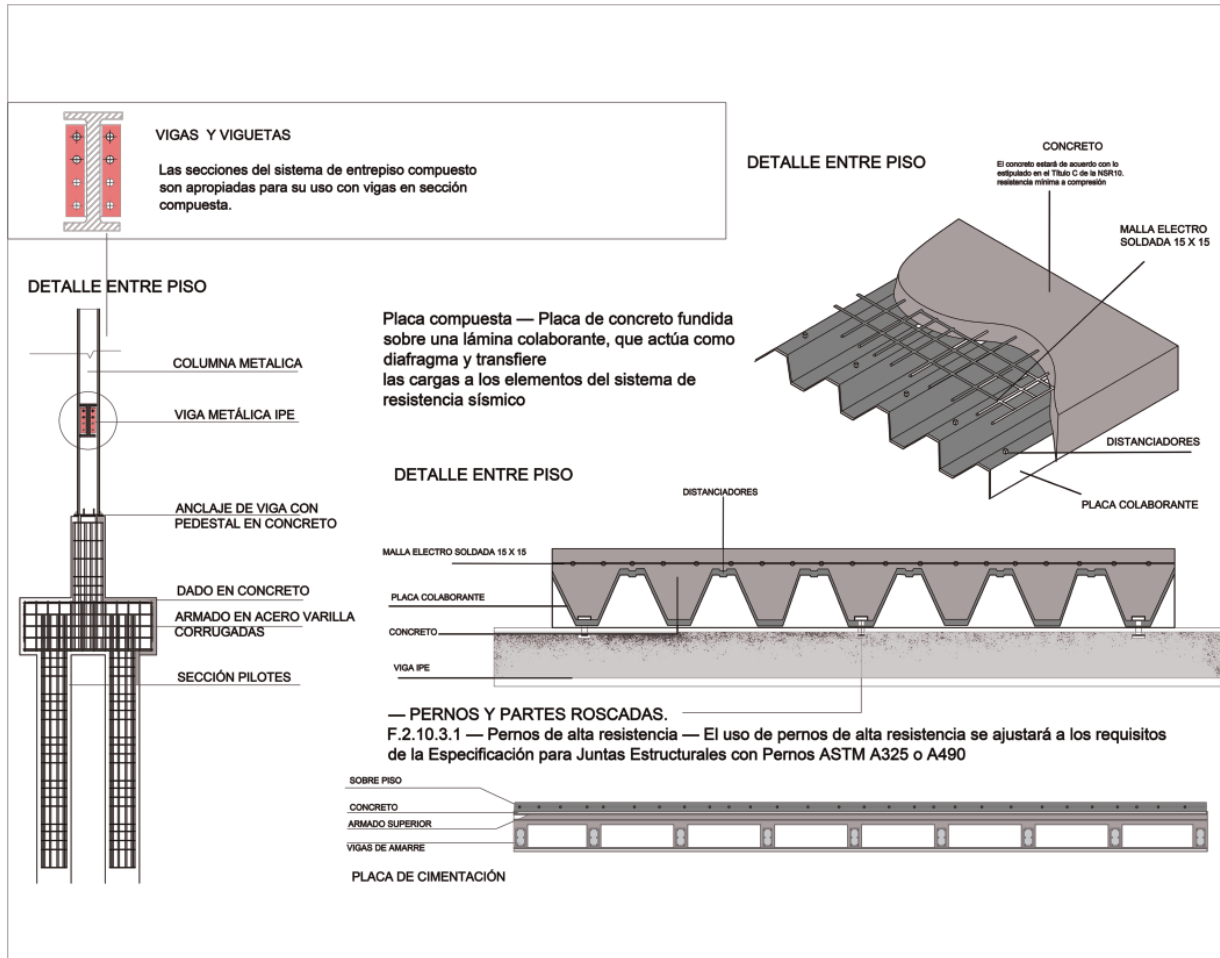 VIGAS Y VIGUETAS
Las secciones del sistema de entrepiso compuesto
son apropiadas para su uso con vigas en sección
compuesta.
DETALLE ENTRE PISO
CONCRETO
El concreto estará de acuerdo con lo
estipulado en el Título C de la NSR10.
resistencia mínima a compresión
MALLA ELECTRO
SOLDADA 15 X 15
DISTANCIADORES
PLACA COLABORANTE
DETALLE ENTRE PISO
COLUMNA METALICA
VIGA METÁLICA IPE
ANCLAJE DE VIGA CON
PEDESTAL EN CONCRETO
DADO EN CONCRETO
ARMADO EN ACERO VARILLA
CORRUGADAS
SECCIÓN PILOTES
Placa compuesta — Placa de concreto fundida
sobre una lámina colaborante, que actúa como
diafragma y transfiere
las cargas a los elementos del sistema de
resistencia sísmico
DETALLE ENTRE PISO
DISTANCIADORES
MALLA ELECTRO SOLDADA 15 X 15
PLACA COLABORANTE
CONCRETO
VIGA IPE
— PERNOS Y PARTES ROSCADAS.
F.2.10.3.1 — Pernos de alta resistencia — El uso de pernos de alta resistencia se ajustará a los requisitos
de la Especificación para Juntas Estructurales con Pernos ASTM A325 o A490
SOBRE PISO
CONCRETO
ARMADO SUPERIOR
VIGAS DE AMARRE
PLACA DE CIMENTACIÓN